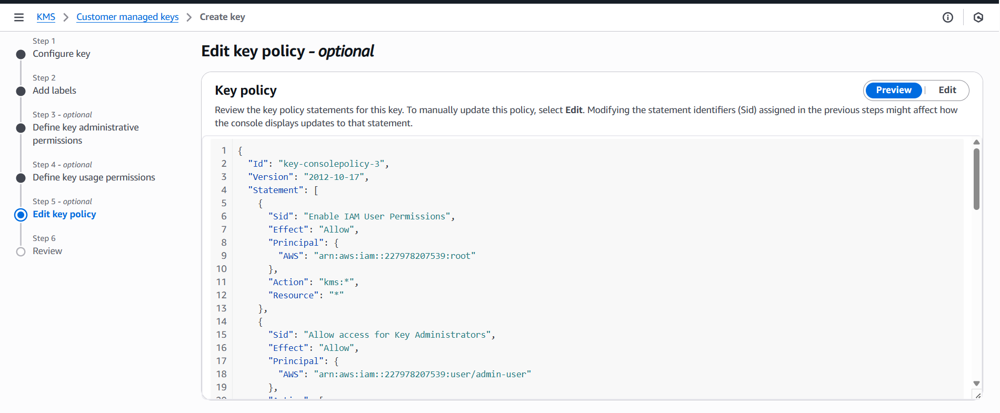 KMS > Customer managed keys > Create key
Step 1
Configure key
Step 2
Add labels
Step 3 - optional
Define key administrative
permissions
Step 4 - optional
Define key usage permissions
Step 5 - optional
Edit key policy
Step 6
Review
Edit key policy - optional
Key policy
Preview | Edit
Review the key policy statements for this key. To manually update this policy, select Edit. Modifying the statement identifiers (Sid) assigned in the previous steps might affect how
the console displays updates to that statement.
1 {
2 "Id": "key-consolepolicy-3",
3 "Version": "2012-10-17",
4 "Statement": [
5 {
6 "Sid": "Enable IAM User Permissions",
7 "Effect": "Allow",
8 "Principal": {
9 "AWS": "arn:aws:iam::227978207539:root"
10 },
11 "Action": "kms:*",
12 "Resource": "*"
13 },
14 {
15 "Sid": "Allow access for Key Administrators",
16 "Effect": "Allow",
17 "Principal": {
18 "AWS": "arn:aws:iam::227978207539:user/admin-user"
19 },